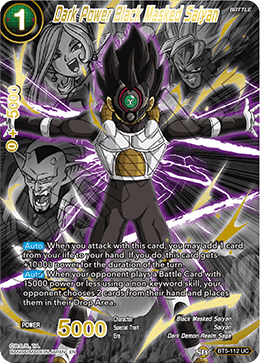 1
Dark Power Black Masked Saiyan
BATTLE
0 + 5000
Auto When you attack with this card, you may add 1 card
from your life to your hand. If you do, this card gets
+10000 power for the duration of the turn.
Auto When your opponent plays a Battle Card with
15000 power or less using a non-keyword skill, your
opponent chooses 2 cards from their hand and places
them in their Drop Area.
POWER 5000
Character Black Masked Saiyan
Special Trait Saiyan
Era Dark Demon Realm Saga
BT5-112 UC